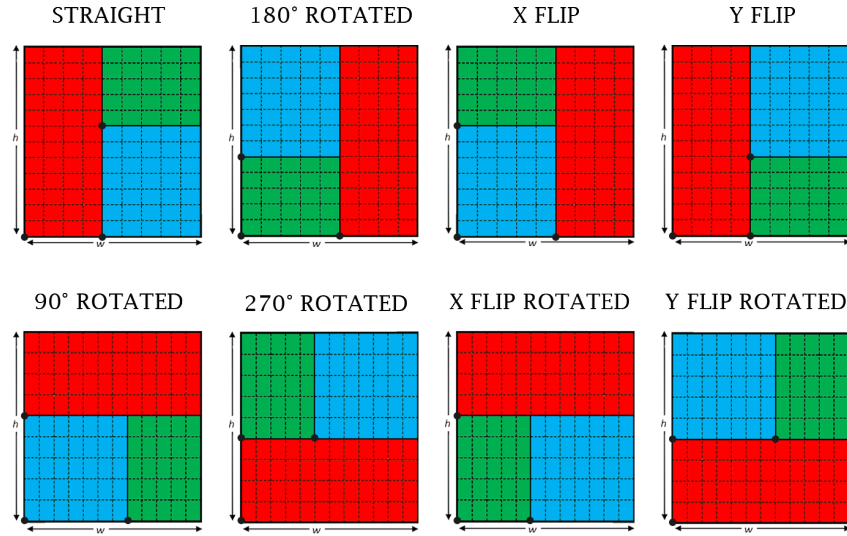 STRAIGHT
180° ROTATED
X FLIP
Y FLIP
h
w
h
w
h
w
h
w
90° ROTATED
270° ROTATED
X FLIP ROTATED
Y FLIP ROTATED
h
w
h
w
h
w
h
w